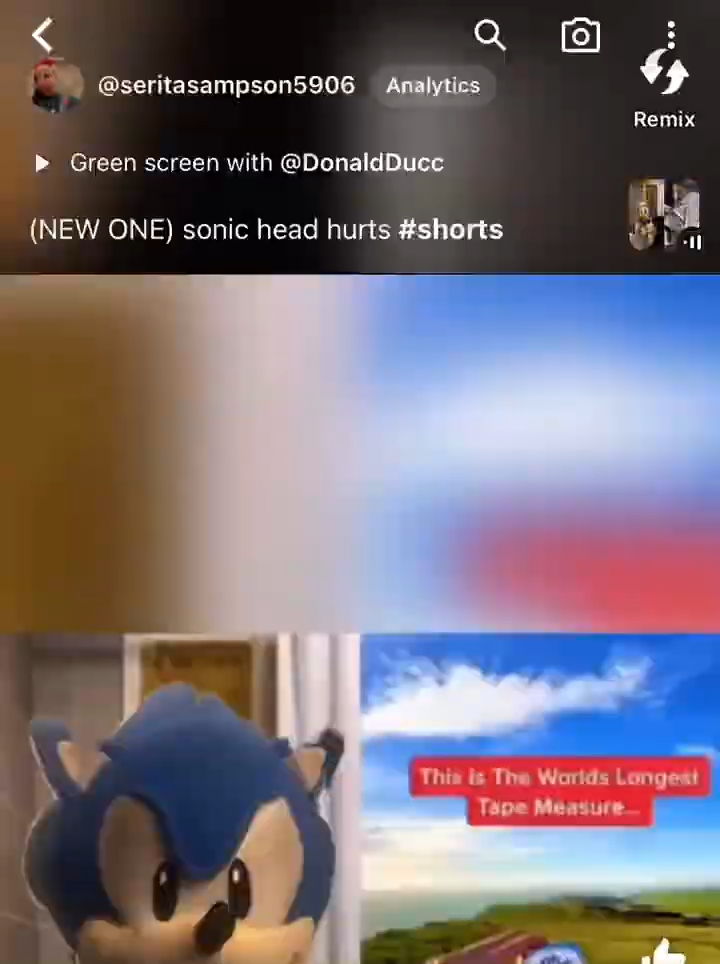 @seritasampson5906 Analytics
Remix
Green screen with @DonaldDucc
(NEW ONE) sonic head hurts #shorts
This Is The Worlds Longest
Tape Measure...